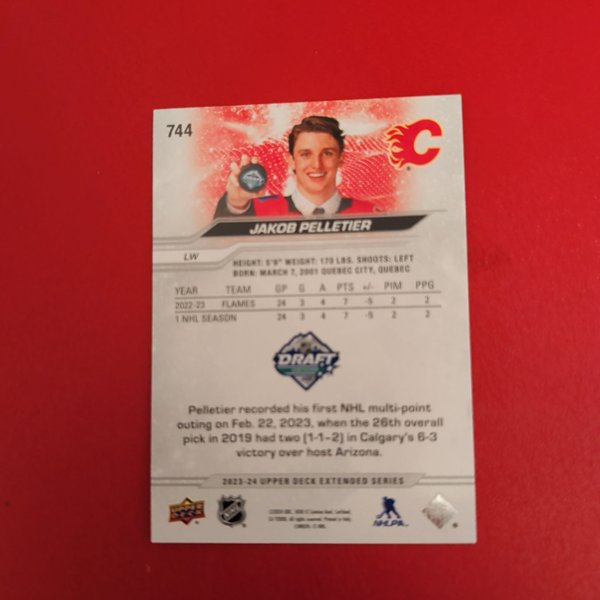 744
C
JAKOB PELLETIER
LW
HEIGHT: 5'9" WEIGHT: 170 LBS. SHOOTS: LEFT
BORN: MARCH 7, 2001 QUEBEC CITY, QUEBEC
YEAR TEAM GP G A PTS +/- PIM PPG
2022-23 FLAMES 24 3 4 7 -5 2 2
1 NHL SEASON 24 3 4 7 -5 2 2
DRAFT
Pelletier recorded his first NHL multi-point
outing on Feb. 22, 2023, when the 26th overall
pick in 2019 had two (1-1–2) in Calgary's 6-3
victory over host Arizona.
2023-24 UPPER DECK EXTENDED SERIES
UPPER DECK
NHL
NHLPA